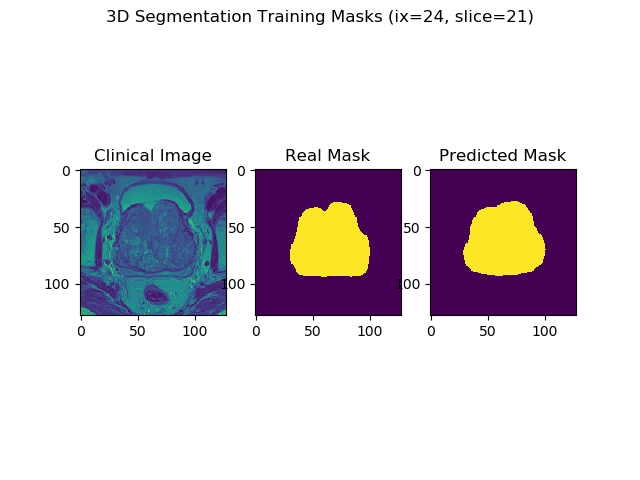 3D Segmentation Training Masks (ix=24, slice=21)
Clinical Image Real Mask Predicted Mask
0 0 0
50 50 50
100 100 100
0 50 100 0 50 100 0 50 100